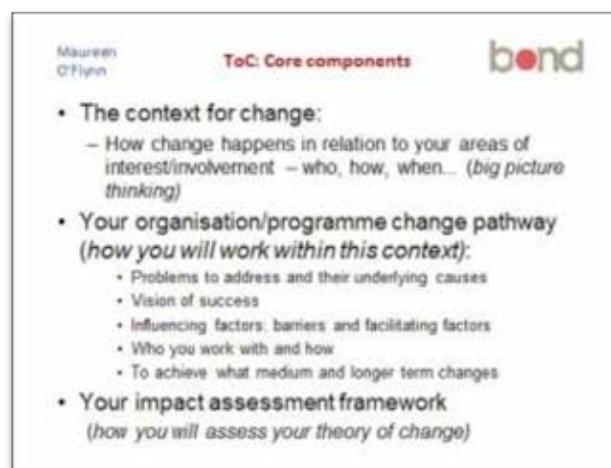 Maureen
O'Flynn
ToC: Core components
bond
• The context for change:
– How change happens in relation to your areas of
interest/involvement – who, how, when... (big picture
thinking)
• Your organisation/programme change pathway
(how you will work within this context):
• Problems to address and their underlying causes
• Vision of success
• Influencing factors: barriers and facilitating factors
• Who you work with and how
• To achieve what medium and longer term changes
• Your impact assessment framework
(how you will assess your theory of change)